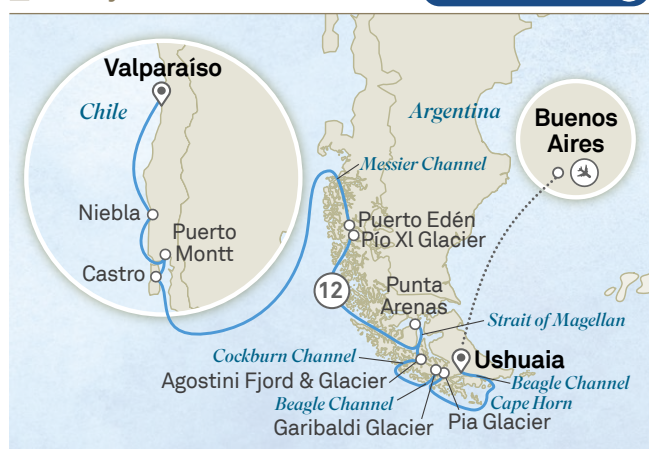 Valparaíso
Chile
Argentina
Buenos
Aires
Messier Channel
Niebla
Puerto
Montt
Puerto Edén
Pío Xl Glacier
Castro
12
Punta
Arenas
Strait of Magellan
Cockburn Channel
Ushuaia
Agostini Fjord & Glacier
Beagle Channel
Beagle Channel
Cape Horn
Garibaldi Glacier
Pia Glacier